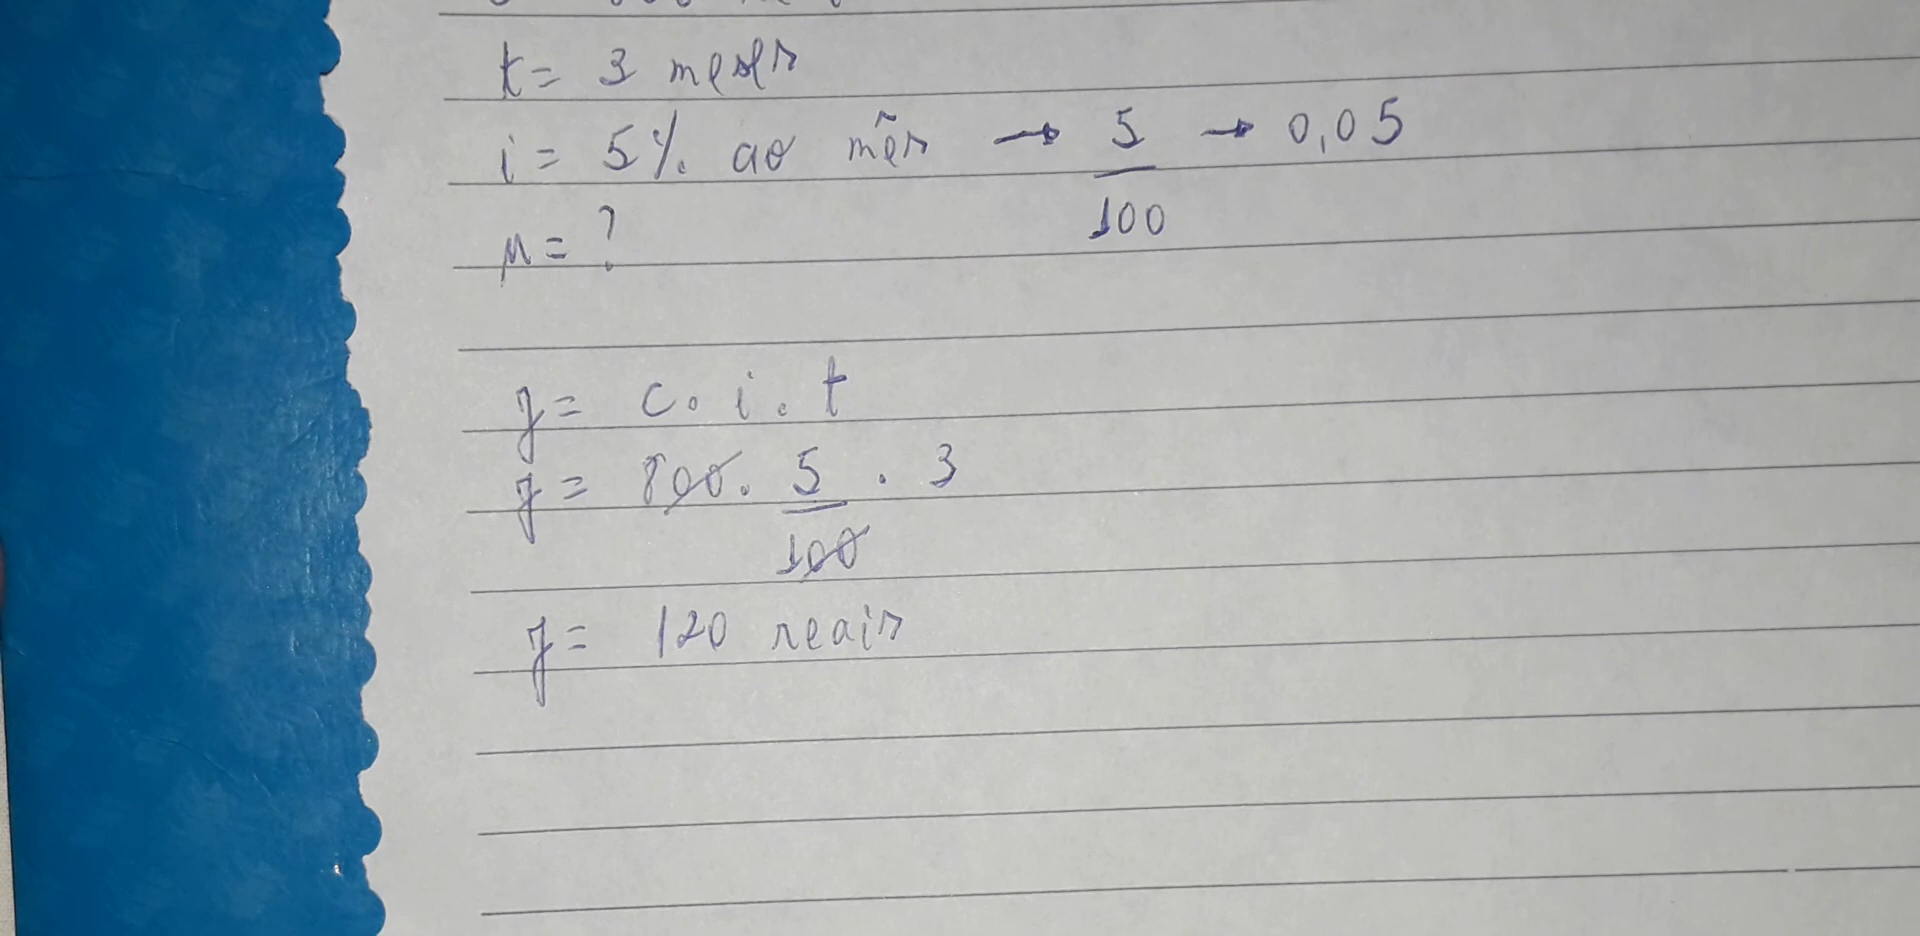 t = 3 meses
i = 5% ao mês → 5/100 → 0,05
M = ?
J = C . i . t
J = 800 . 5/100 . 3
J = 120 reais